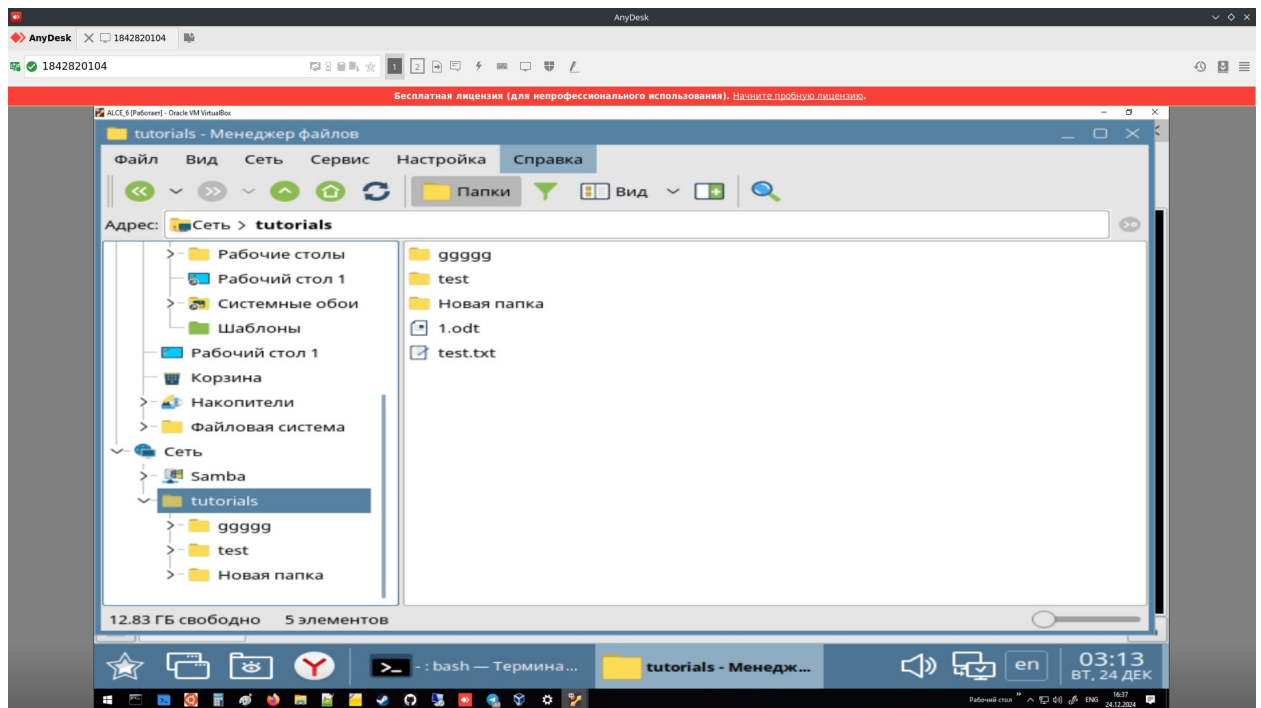 AnyDesk
AnyDesk 1842820104
1842820104 1 2
Бесплатная лицензия (для непрофессионального использования). Начните пробную лицензию.
ALCE_6 [Работает] - Oracle VM VirtualBox
tutorials - Менеджер файлов
Файл Вид Сеть Сервис Настройка Справка
Папки Вид
Адрес: Сеть > tutorials
Рабочие столы
Рабочий стол 1
Системные обои
Шаблоны
Рабочий стол 1
Корзина
Накопители
Файловая система
Сеть
Samba
tutorials
ggggg
test
Новая папка
ggggg
test
Новая папка
1.odt
test.txt
12.83 ГБ свободно 5 элементов
- : bash — Термина... tutorials - Менедж... en 03:13
ВТ, 24 ДЕК
Рабочий стол ENG 16:37
24.12.2024